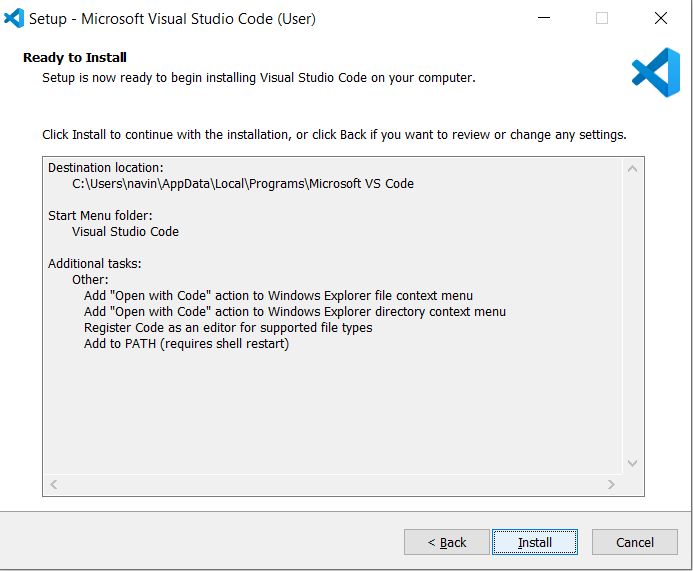 Setup - Microsoft Visual Studio Code (User)
Ready to Install
Setup is now ready to begin installing Visual Studio Code on your computer.
Click Install to continue with the installation, or click Back if you want to review or change any settings.
Destination location:
C:\Users\navin\AppData\Local\Programs\Microsoft VS Code
Start Menu folder:
Visual Studio Code
Additional tasks:
Other:
Add "Open with Code" action to Windows Explorer file context menu
Add "Open with Code" action to Windows Explorer directory context menu
Register Code as an editor for supported file types
Add to PATH (requires shell restart)
< Back Install Cancel